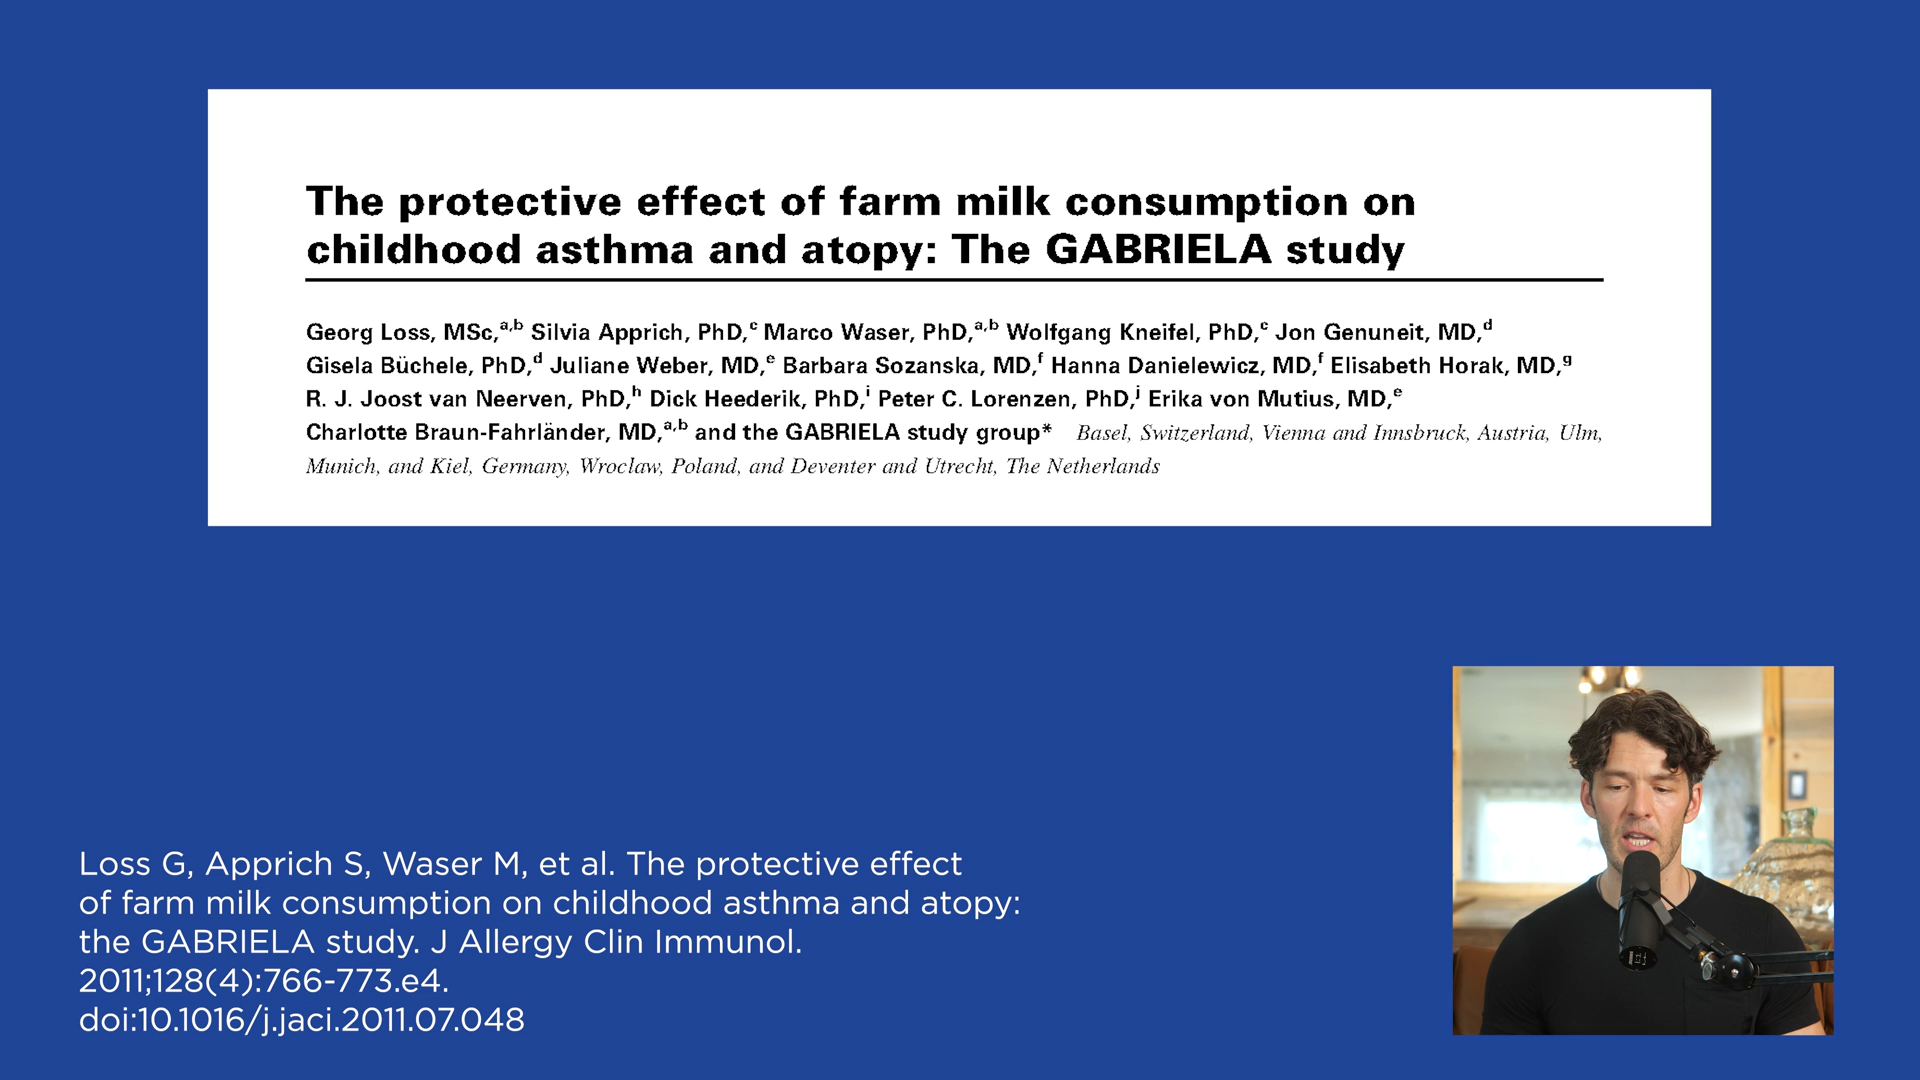 The protective effect of farm milk consumption on
childhood asthma and atopy: The GABRIELA study
Georg Loss, MSc,a,b Silvia Apprich, PhD,c Marco Waser, PhD,a,b Wolfgang Kneifel, PhD,c Jon Genuneit, MD,d
Gisela Büchele, PhD,d Juliane Weber, MD,e Barbara Sozanska, MD,f Hanna Danielewicz, MD,f Elisabeth Horak, MD,g
R. J. Joost van Neerven, PhD,h Dick Heederik, PhD,i Peter C. Lorenzen, PhD,j Erika von Mutius, MD,e
Charlotte Braun-Fahrländer, MD,a,b and the GABRIELA study group* Basel, Switzerland, Vienna and Innsbruck, Austria, Ulm,
Munich, and Kiel, Germany, Wroclaw, Poland, and Deventer and Utrecht, The Netherlands
Loss G, Apprich S, Waser M, et al. The protective effect
of farm milk consumption on childhood asthma and atopy:
the GABRIELA study. J Allergy Clin Immunol.
2011;128(4):766-773.e4.
doi:10.1016/j.jaci.2011.07.048